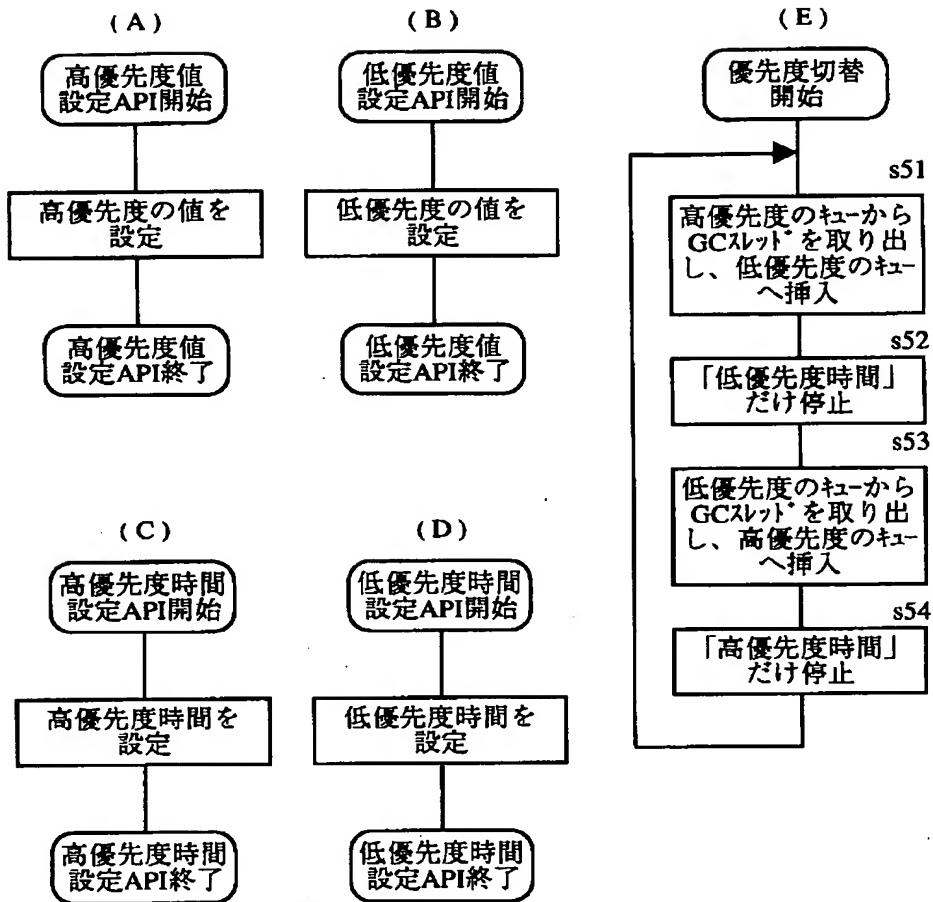 (A)
高優先度値
設定API開始
高優先度の値を
設定
高優先度値
設定API終了
(B)
低優先度値
設定API開始
低優先度の値を
設定
低優先度値
設定API終了
(C)
高優先度時間
設定API開始
高優先度時間を
設定
高優先度時間
設定API終了
(D)
低優先度時間
設定API開始
低優先度時間を
設定
低優先度時間
設定API終了
(E)
優先度切替
開始
s51
高優先度のｷｭｰから
GCｽﾚｯﾄﾞを取り出
し、低優先度のｷｭｰ
へ挿入
s52
「低優先度時間」
だけ停止
s53
低優先度のｷｭｰから
GCｽﾚｯﾄﾞを取り出
し、高優先度のｷｭｰ
へ挿入
s54
「高優先度時間」
だけ停止